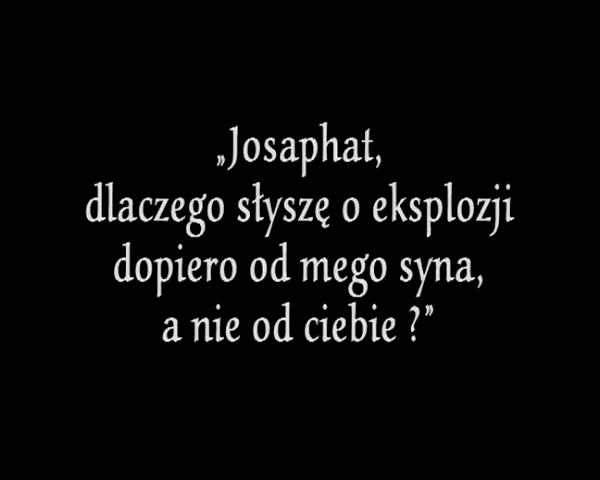 „Josaphat,
dlaczego słyszę o eksplozji
dopiero od mego syna,
a nie od ciebie ?”